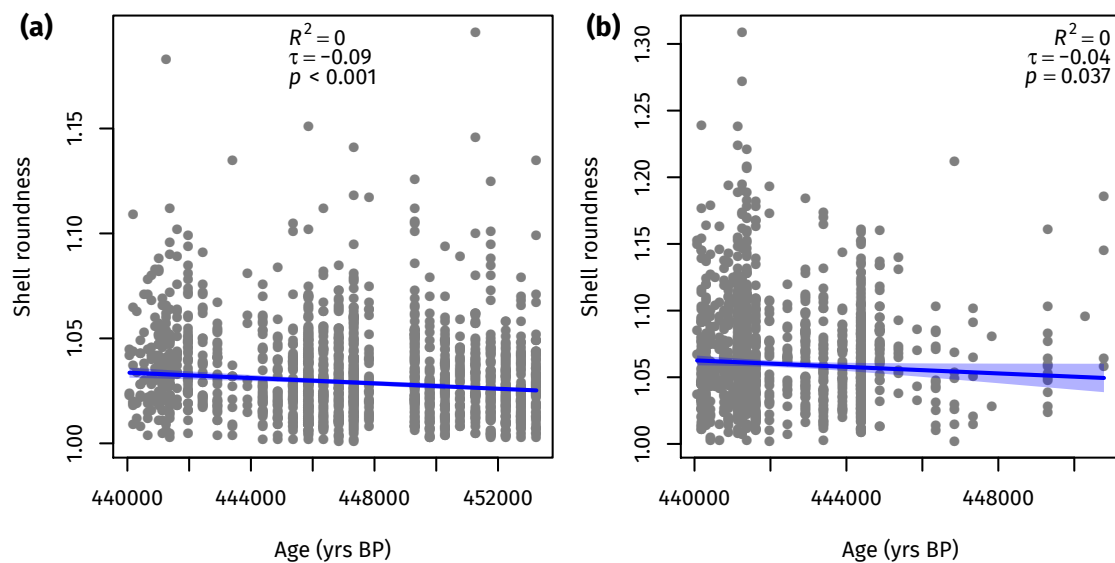 (a)
R² = 0
τ = −0.09
p < 0.001
Shell roundness
1.15
1.10
1.05
1.00
440000 444000 448000 452000
Age (yrs BP)
(b)
R² = 0
τ = −0.04
p = 0.037
Shell roundness
1.30
1.25
1.20
1.15
1.10
1.05
1.00
440000 444000 448000
Age (yrs BP)